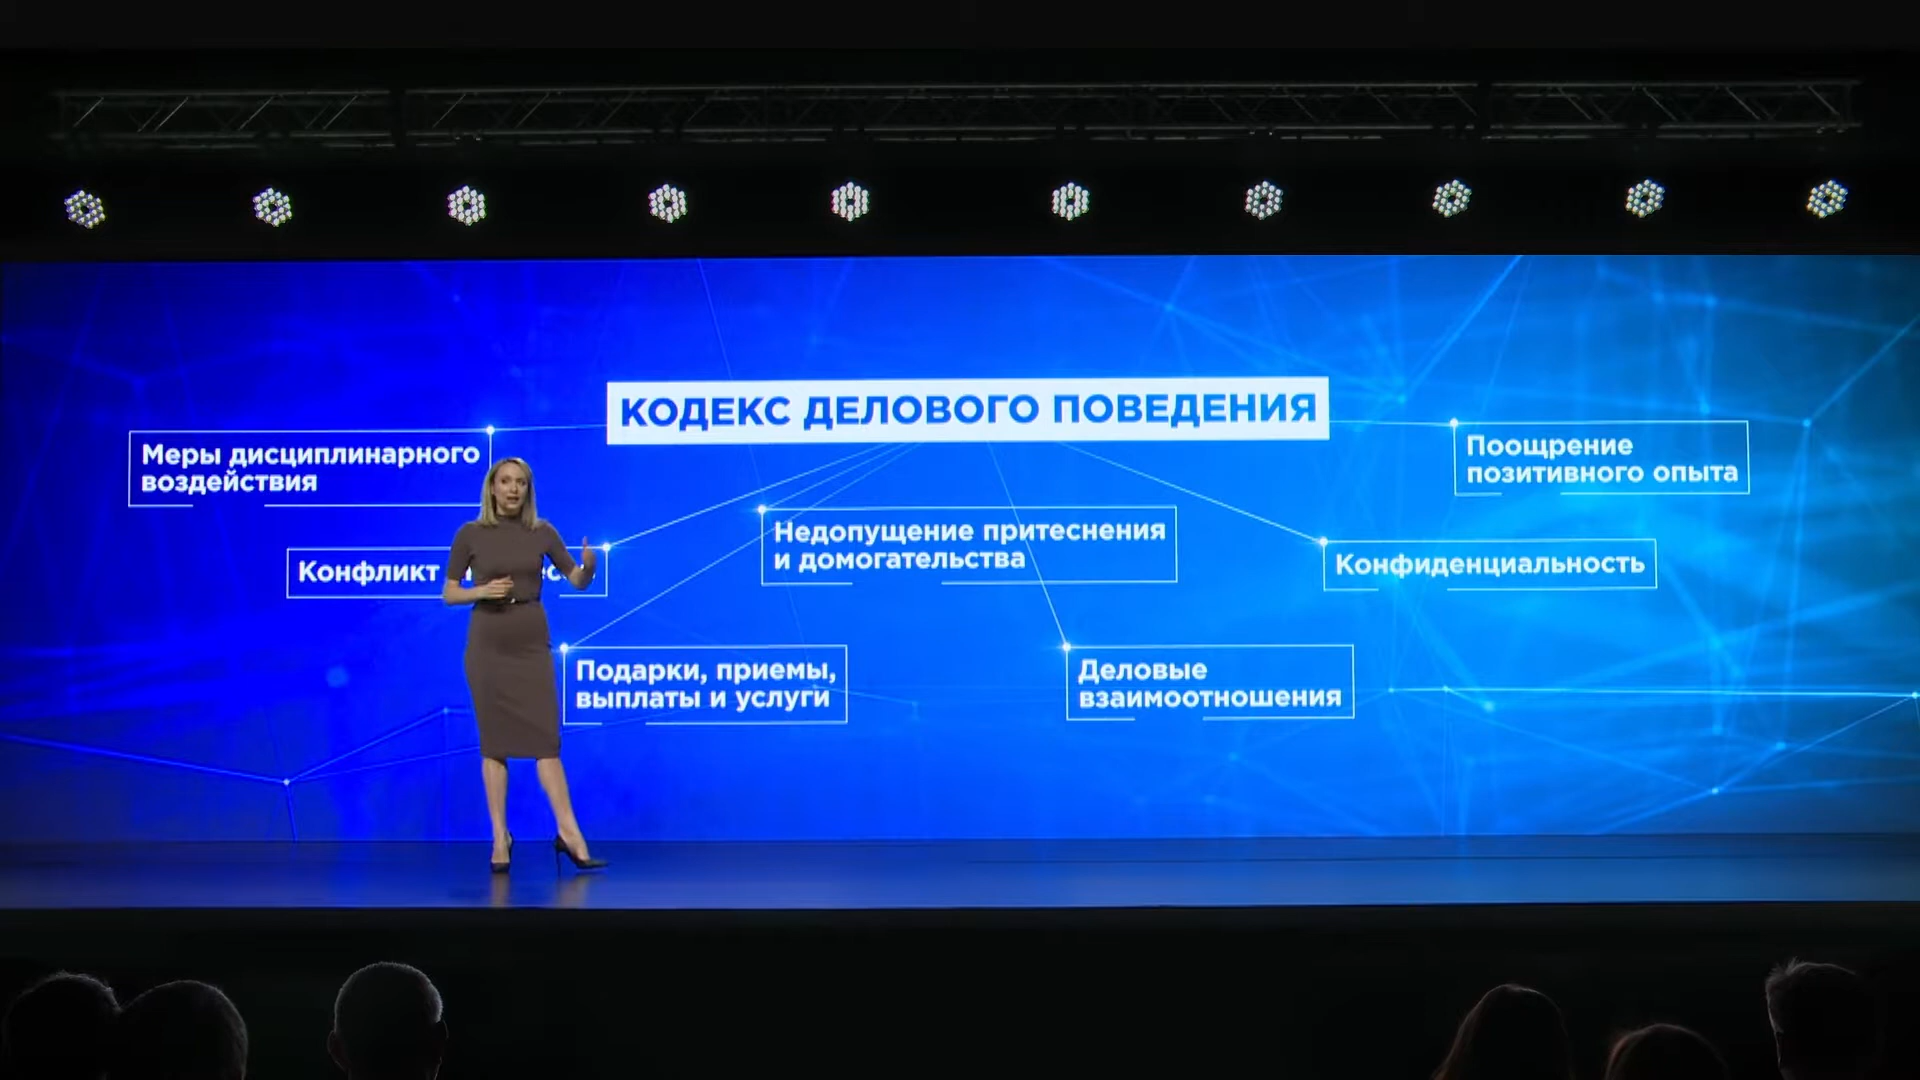 КОДЕКС ДЕЛОВОГО ПОВЕДЕНИЯ
Меры дисциплинарного
воздействия
Поощрение
позитивного опыта
Недопущение притеснения
и домогательства
Конфликт
Конфиденциальность
Подарки, приемы,
выплаты и услуги
Деловые
взаимоотношения